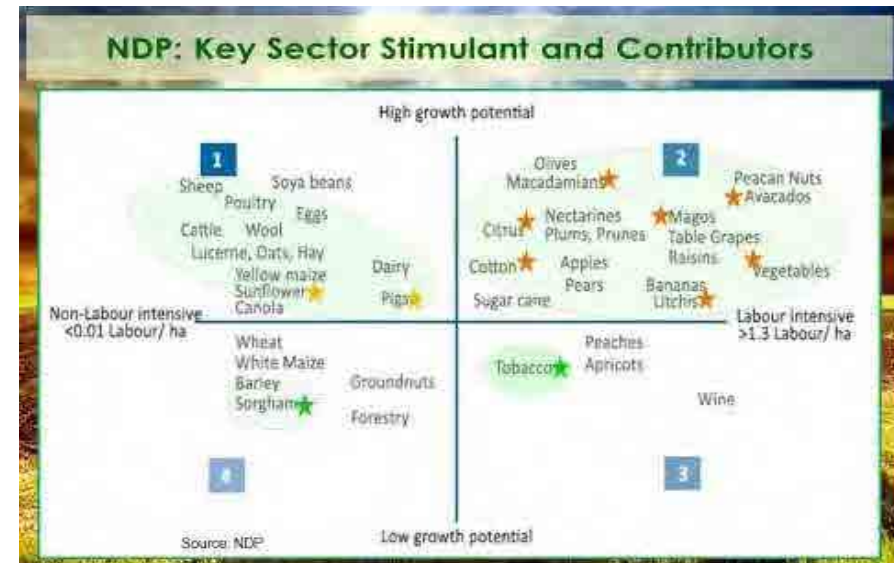 NDP: Key Sector Stimulant and Contributors
High growth potential
1
2
Sheep
Soya beans
Poultry
Eggs
Cattle
Wool
Lucerne, Oats, Hay
Yellow maize
Sunflower
Canola
Dairy
Pigs
Olives
Macadamians
Peacan Nuts
Avacados
Citrus
Nectarines
Plums, Prunes
Magos
Table Grapes
Raisins
Cotton
Apples
Pears
Vegetables
Sugar cane
Bananas
Litchis
Non-Labour intensive
<0.01 Labour/ ha
Labour intensive
>1.3 Labour/ ha
Wheat
White Maize
Barley
Sorgham
Groundnuts
Forestry
Tobacco
Peaches
Apricots
Wine
4
3
Source: NDP
Low growth potential